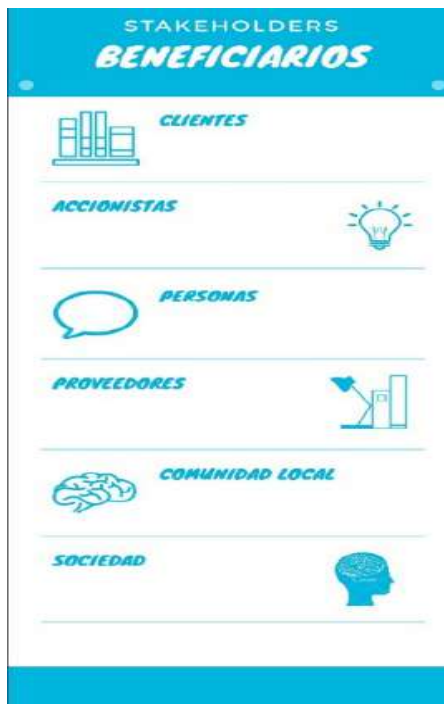 STAKEHOLDERS
BENEFICIARIOS
CLIENTES
ACCIONISTAS
PERSONAS
PROVEEDORES
COMUNIDAD LOCAL
SOCIEDAD